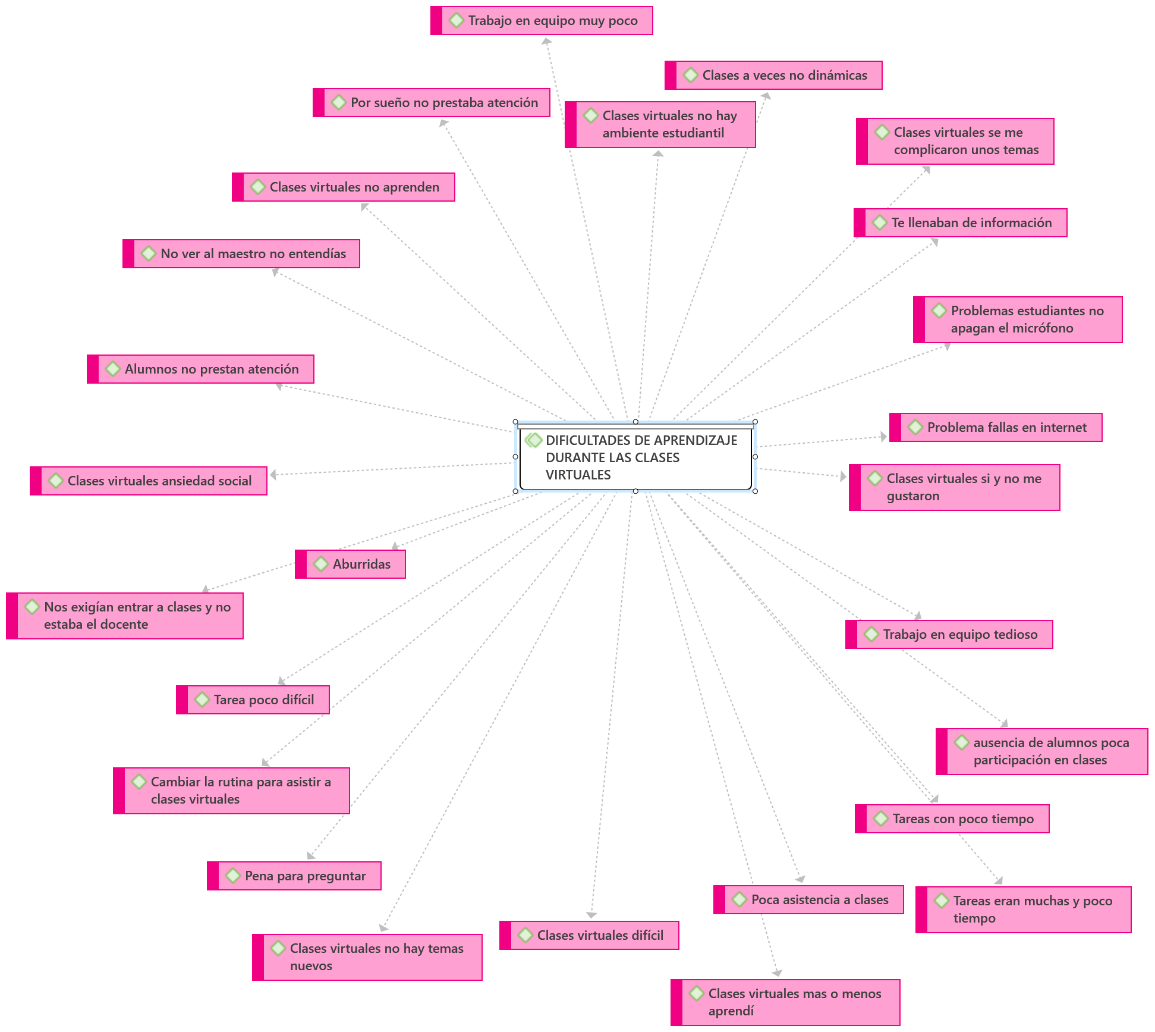 Trabajo en equipo muy poco
Clases a veces no dinámicas
Por sueño no prestaba atención
Clases virtuales no hay
ambiente estudiantil
Clases virtuales se me
complicaron unos temas
Clases virtuales no aprenden
Te llenaban de información
No ver al maestro no entendías
Problemas estudiantes no
apagan el micrófono
Alumnos no prestan atención
Problema fallas en internet
DIFICULTADES DE APRENDIZAJE
DURANTE LAS CLASES
VIRTUALES
Clases virtuales ansiedad social
Clases virtuales si y no me
gustaron
Aburridas
Nos exigían entrar a clases y no
estaba el docente
Trabajo en equipo tedioso
Tarea poco difícil
ausencia de alumnos poca
participación en clases
Cambiar la rutina para asistir a
clases virtuales
Tareas con poco tiempo
Pena para preguntar
Poca asistencia a clases
Tareas eran muchas y poco
tiempo
Clases virtuales difícil
Clases virtuales no hay temas
nuevos
Clases virtuales mas o menos
aprendí